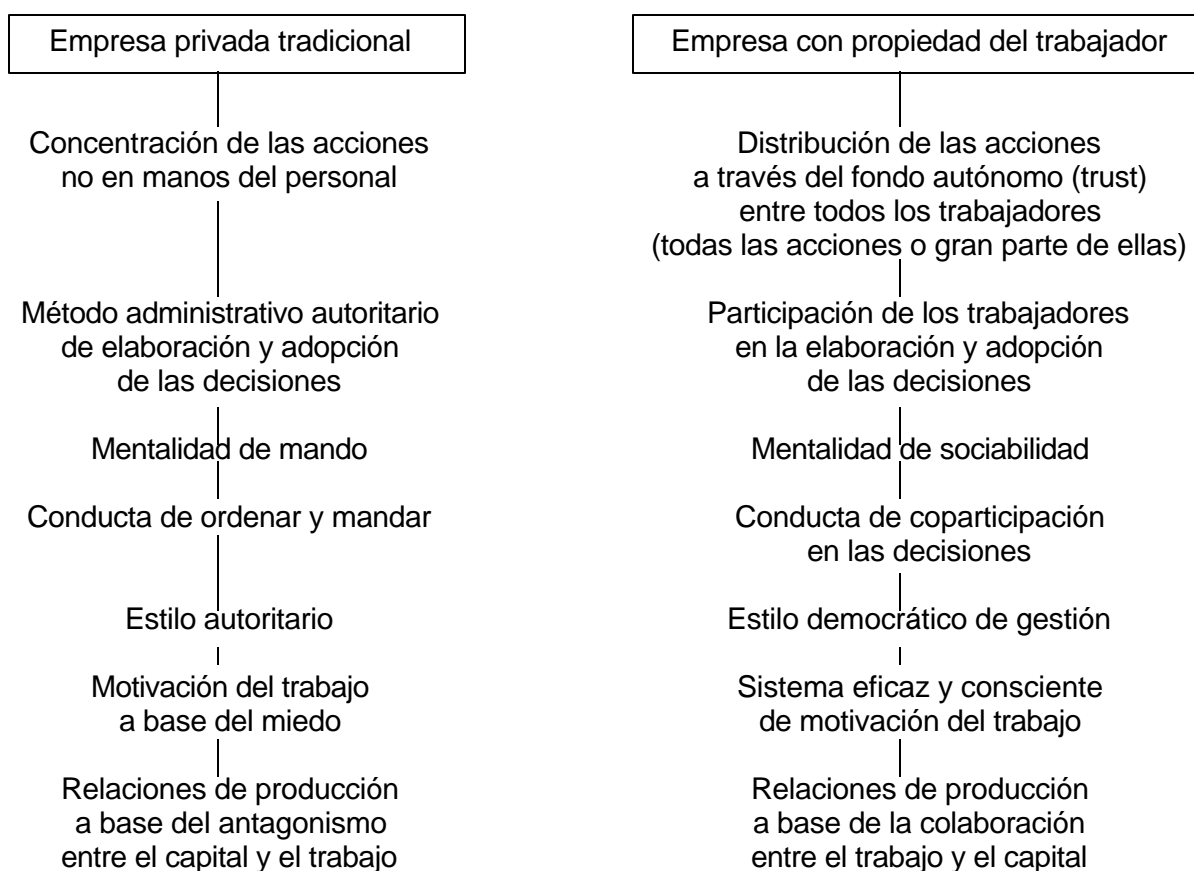 Empresa privada tradicional
Concentración de las acciones
no en manos del personal
Método administrativo autoritario
de elaboración y adopción
de las decisiones
Mentalidad de mando
Conducta de ordenar y mandar
Estilo autoritario
Motivación del trabajo
a base del miedo
Relaciones de producción
a base del antagonismo
entre el capital y el trabajo
Empresa con propiedad del trabajador
Distribución de las acciones
a través del fondo autónomo (trust)
entre todos los trabajadores
(todas las acciones o gran parte de ellas)
Participación de los trabajadores
en la elaboración y adopción
de las decisiones
Mentalidad de sociabilidad
Conducta de coparticipación
en las decisiones
Estilo democrático de gestión
Sistema eficaz y consciente
de motivación del trabajo
Relaciones de producción
a base de la colaboración
entre el trabajo y el capital